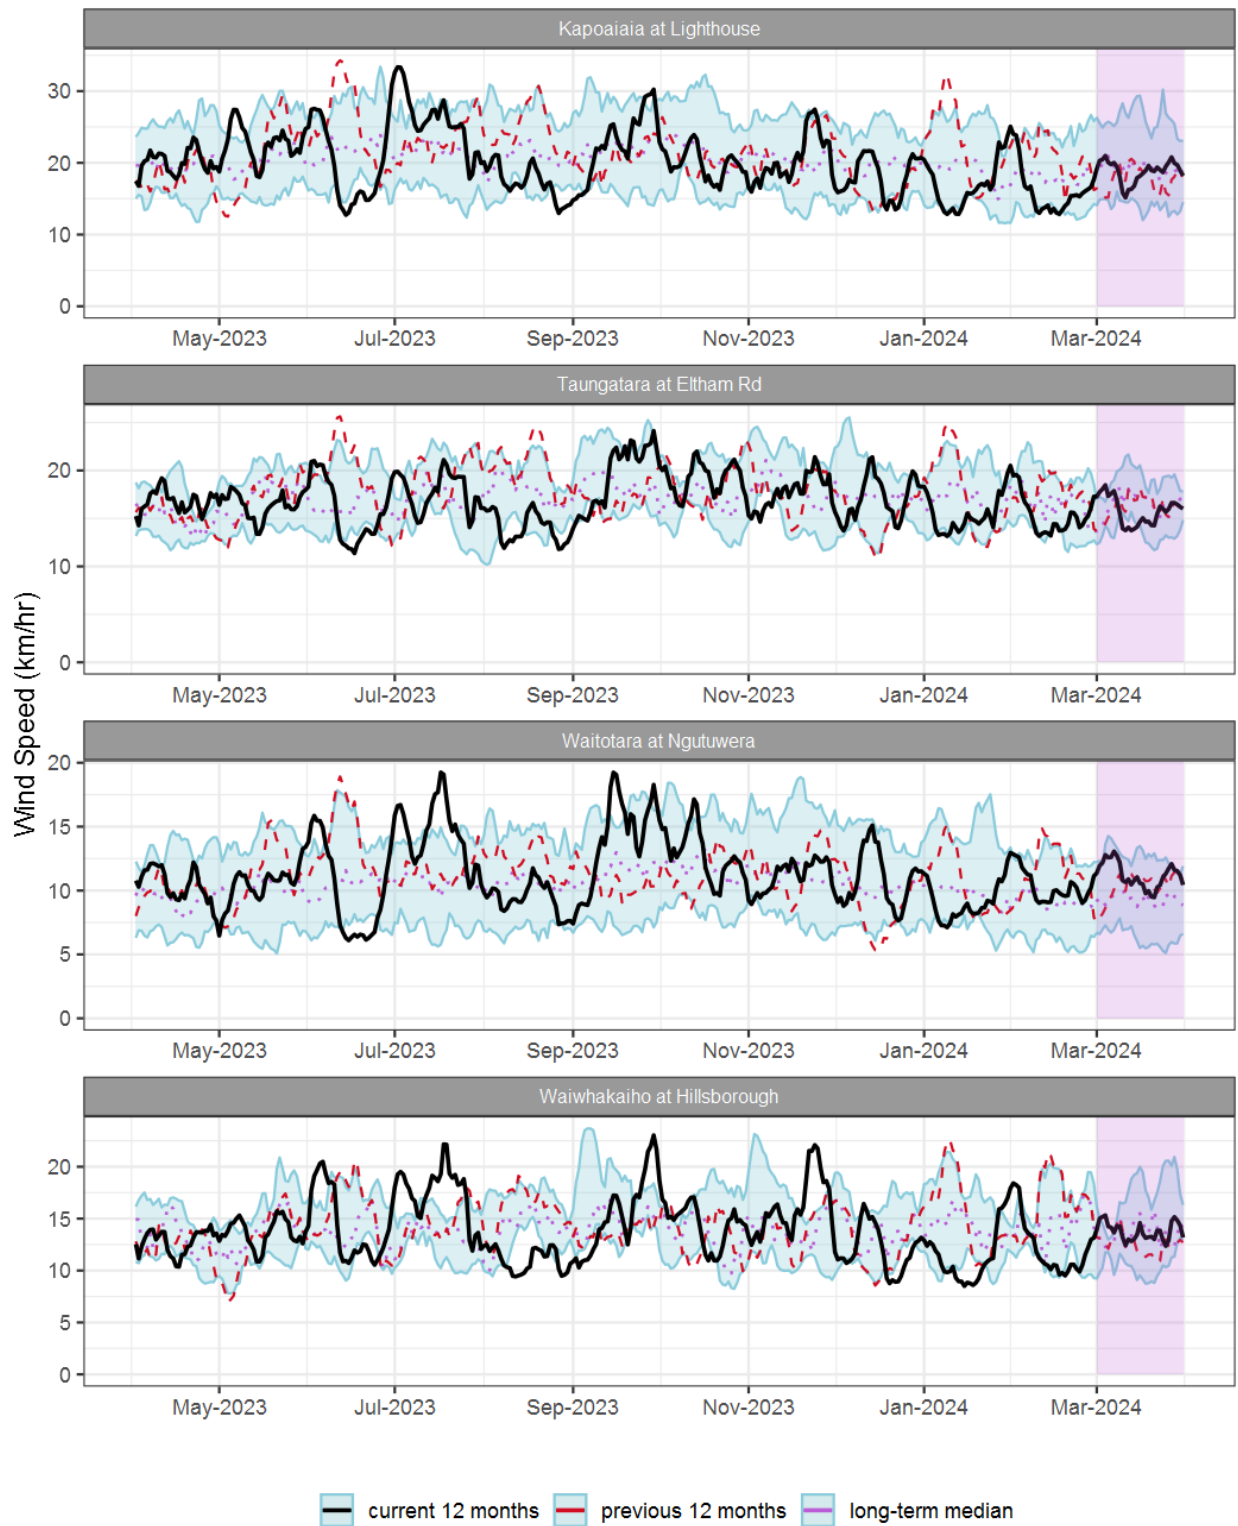 Kapoaiaia at Lighthouse
30
20
10
0
May-2023 Jul-2023 Sep-2023 Nov-2023 Jan-2024 Mar-2024
Taungatara at Eltham Rd
20
10
0
May-2023 Jul-2023 Sep-2023 Nov-2023 Jan-2024 Mar-2024
Wind Speed (km/hr)
Waitotara at Ngutuwera
20
15
10
5
0
May-2023 Jul-2023 Sep-2023 Nov-2023 Jan-2024 Mar-2024
Waiwhakaiho at Hillsborough
20
15
10
5
0
May-2023 Jul-2023 Sep-2023 Nov-2023 Jan-2024 Mar-2024
current 12 months previous 12 months long-term median